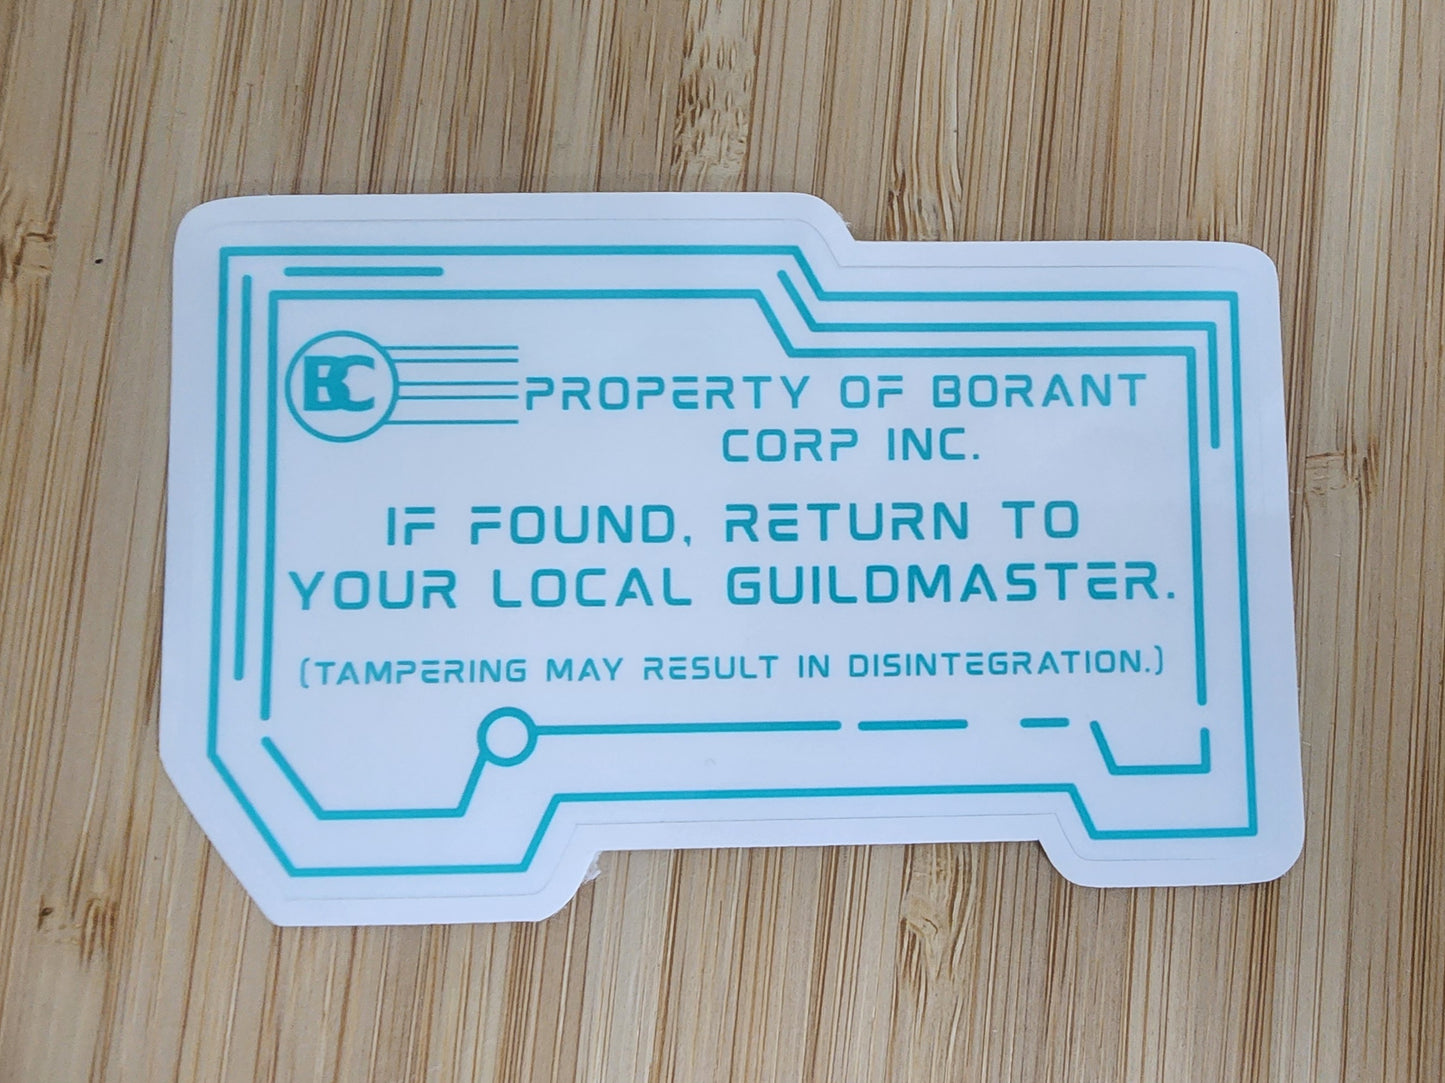 BC
PROPERTY OF BORANT
CORP INC.
IF FOUND, RETURN TO
YOUR LOCAL GUILDMASTER.
(TAMPERING MAY RESULT IN DISINTEGRATION.)